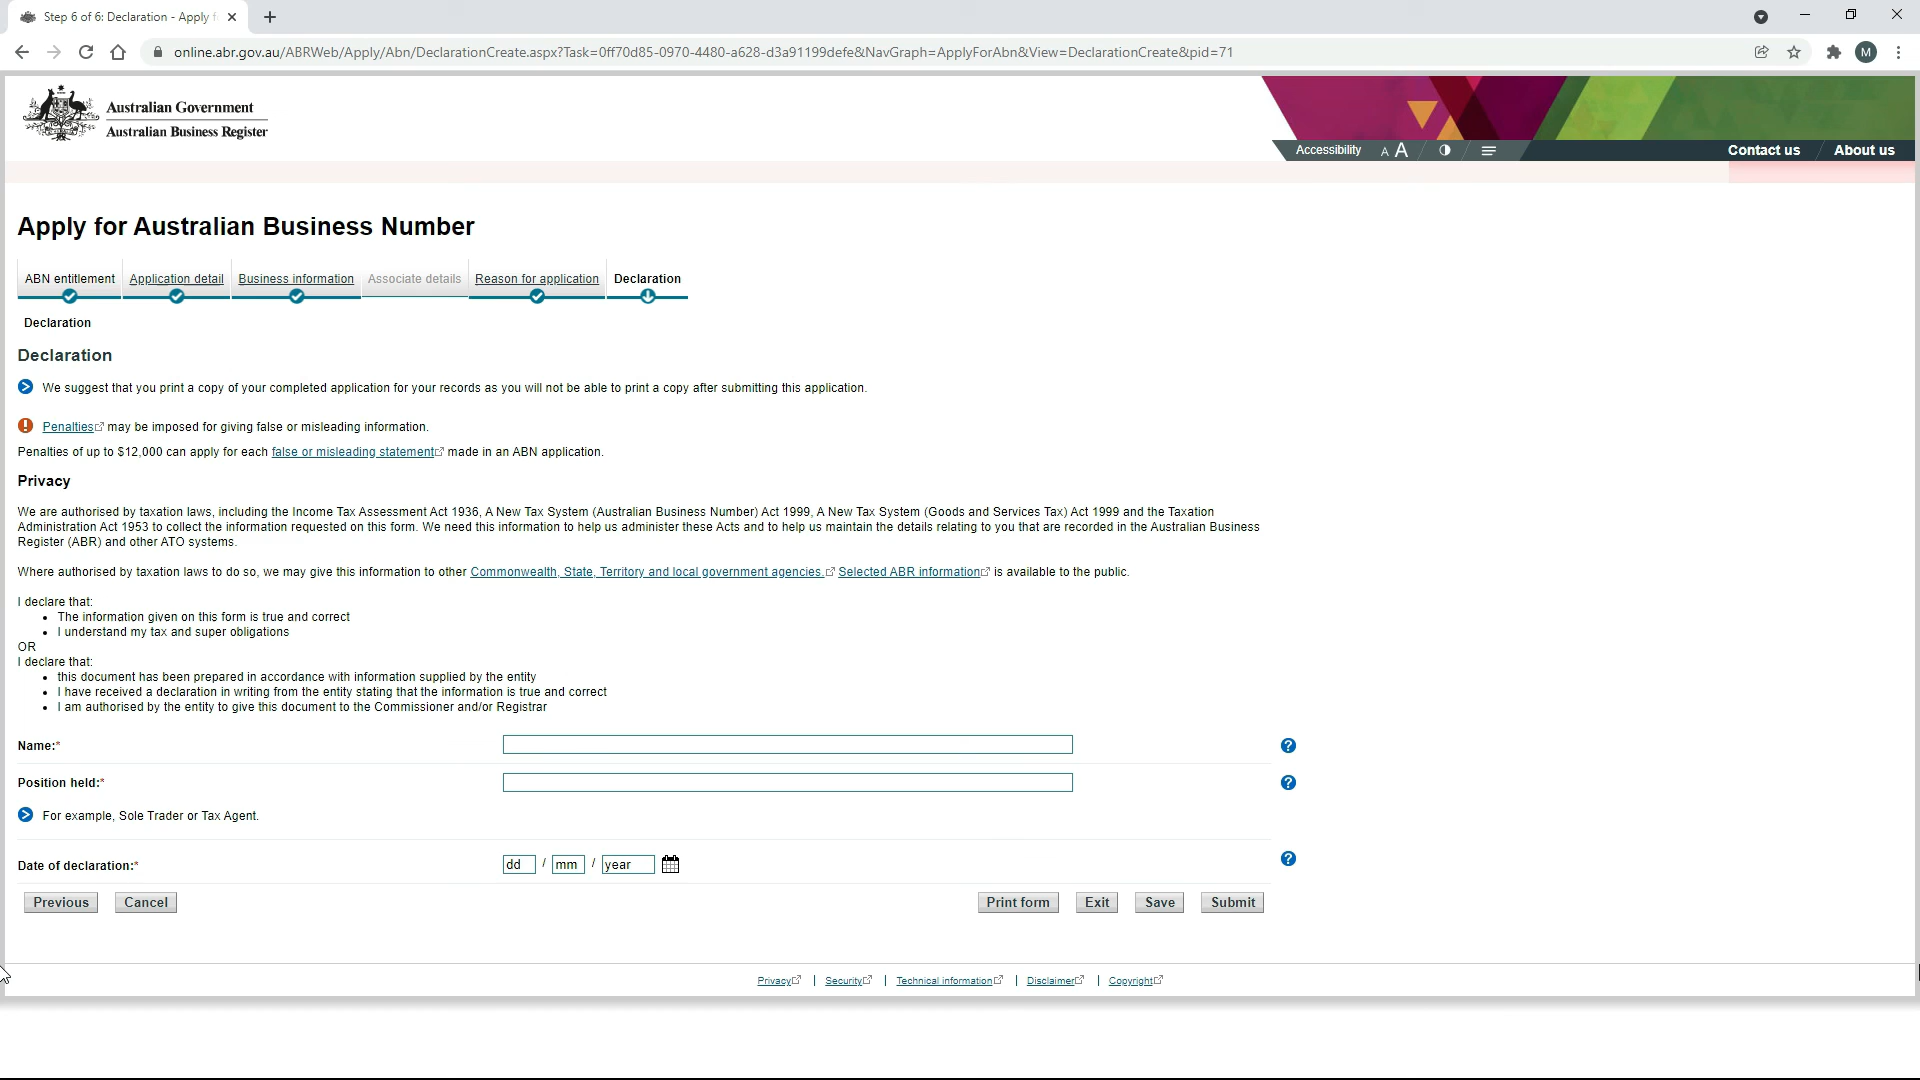 Step 6 of 6: Declaration - Apply f
online.abr.gov.au/ABRWeb/Apply/Abn/DeclarationCreate.aspx?Task=0ff70d85-0970-4480-a628-d3a91199defe&NavGraph=ApplyForAbn&View=DeclarationCreate&pid=71
M
Australian Government
Australian Business Register
Accessibility A A
Contact us About us
Apply for Australian Business Number
ABN entitlement Application detail Business information Associate details Reason for application Declaration
Declaration
Declaration
We suggest that you print a copy of your completed application for your records as you will not be able to print a copy after submitting this application.
Penalties may be imposed for giving false or misleading information.
Penalties of up to $12,000 can apply for each false or misleading statement made in an ABN application.
Privacy
We are authorised by taxation laws, including the Income Tax Assessment Act 1936, A New Tax System (Australian Business Number) Act 1999, A New Tax System (Goods and Services Tax) Act 1999 and the Taxation
Administration Act 1953 to collect the information requested on this form. We need this information to help us administer these Acts and to help us maintain the details relating to you that are recorded in the Australian Business
Register (ABR) and other ATO systems.
Where authorised by taxation laws to do so, we may give this information to other Commonwealth, State, Territory and local government agencies. Selected ABR information is available to the public.
I declare that:
• The information given on this form is true and correct
• I understand my tax and super obligations
OR
I declare that:
• this document has been prepared in accordance with information supplied by the entity
• I have received a declaration in writing from the entity stating that the information is true and correct
• I am authorised by the entity to give this document to the Commissioner and/or Registrar
Name:*
Position held:*
For example, Sole Trader or Tax Agent.
Date of declaration:* dd / mm / year
Previous Cancel Print form Exit Save Submit
Privacy | Security | Technical information | Disclaimer | Copyright